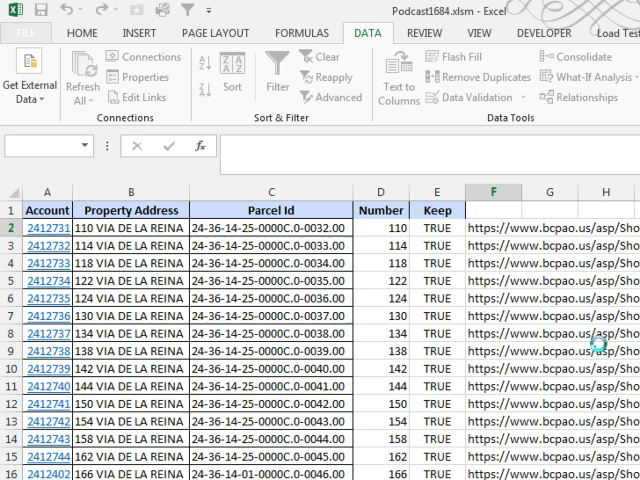 Podcast1684.xlsm - Excel
FILE HOME INSERT PAGE LAYOUT FORMULAS DATA REVIEW VIEW DEVELOPER Load Test
Get External Data
Refresh All
Connections
Properties
Edit Links
Connections
Sort
Filter
Clear
Reapply
Advanced
Sort & Filter
Text to Columns
Flash Fill
Remove Duplicates
Data Validation
Consolidate
What-If Analysis
Relationships
Data Tools
fx
A B C D E F G H
1 Account Property Address Parcel Id Number Keep
2 2412731 110 VIA DE LA REINA 24-36-14-25-0000C.0-0032.00 110 TRUE https://www.bcpao.us/asp/Sho
3 2412732 114 VIA DE LA REINA 24-36-14-25-0000C.0-0033.00 114 TRUE https://www.bcpao.us/asp/Sho
4 2412733 118 VIA DE LA REINA 24-36-14-25-0000C.0-0034.00 118 TRUE https://www.bcpao.us/asp/Sho
5 2412734 122 VIA DE LA REINA 24-36-14-25-0000C.0-0035.00 122 TRUE https://www.bcpao.us/asp/Sho
6 2412735 124 VIA DE LA REINA 24-36-14-25-0000C.0-0036.00 124 TRUE https://www.bcpao.us/asp/Sho
7 2412736 130 VIA DE LA REINA 24-36-14-25-0000C.0-0037.00 130 TRUE https://www.bcpao.us/asp/Sho
8 2412737 134 VIA DE LA REINA 24-36-14-25-0000C.0-0038.00 134 TRUE https://www.bcpao.us/asp/Sho
9 2412738 138 VIA DE LA REINA 24-36-14-25-0000C.0-0039.00 138 TRUE https://www.bcpao.us/asp/Sho
10 2412739 142 VIA DE LA REINA 24-36-14-25-0000C.0-0040.00 142 TRUE https://www.bcpao.us/asp/Sho
11 2412740 144 VIA DE LA REINA 24-36-14-25-0000C.0-0041.00 144 TRUE https://www.bcpao.us/asp/Sho
12 2412741 150 VIA DE LA REINA 24-36-14-25-0000C.0-0042.00 150 TRUE https://www.bcpao.us/asp/Sho
13 2412742 154 VIA DE LA REINA 24-36-14-25-0000C.0-0043.00 154 TRUE https://www.bcpao.us/asp/Sho
14 2412743 158 VIA DE LA REINA 24-36-14-25-0000C.0-0044.00 158 TRUE https://www.bcpao.us/asp/Sho
15 2412744 162 VIA DE LA REINA 24-36-14-25-0000C.0-0045.00 162 TRUE https://www.bcpao.us/asp/Sho
16 2412402 166 VIA DE LA REINA 24-36-14-01-0000C.0-0046.00 166 TRUE https://www.bcpao.us/asp/Sho